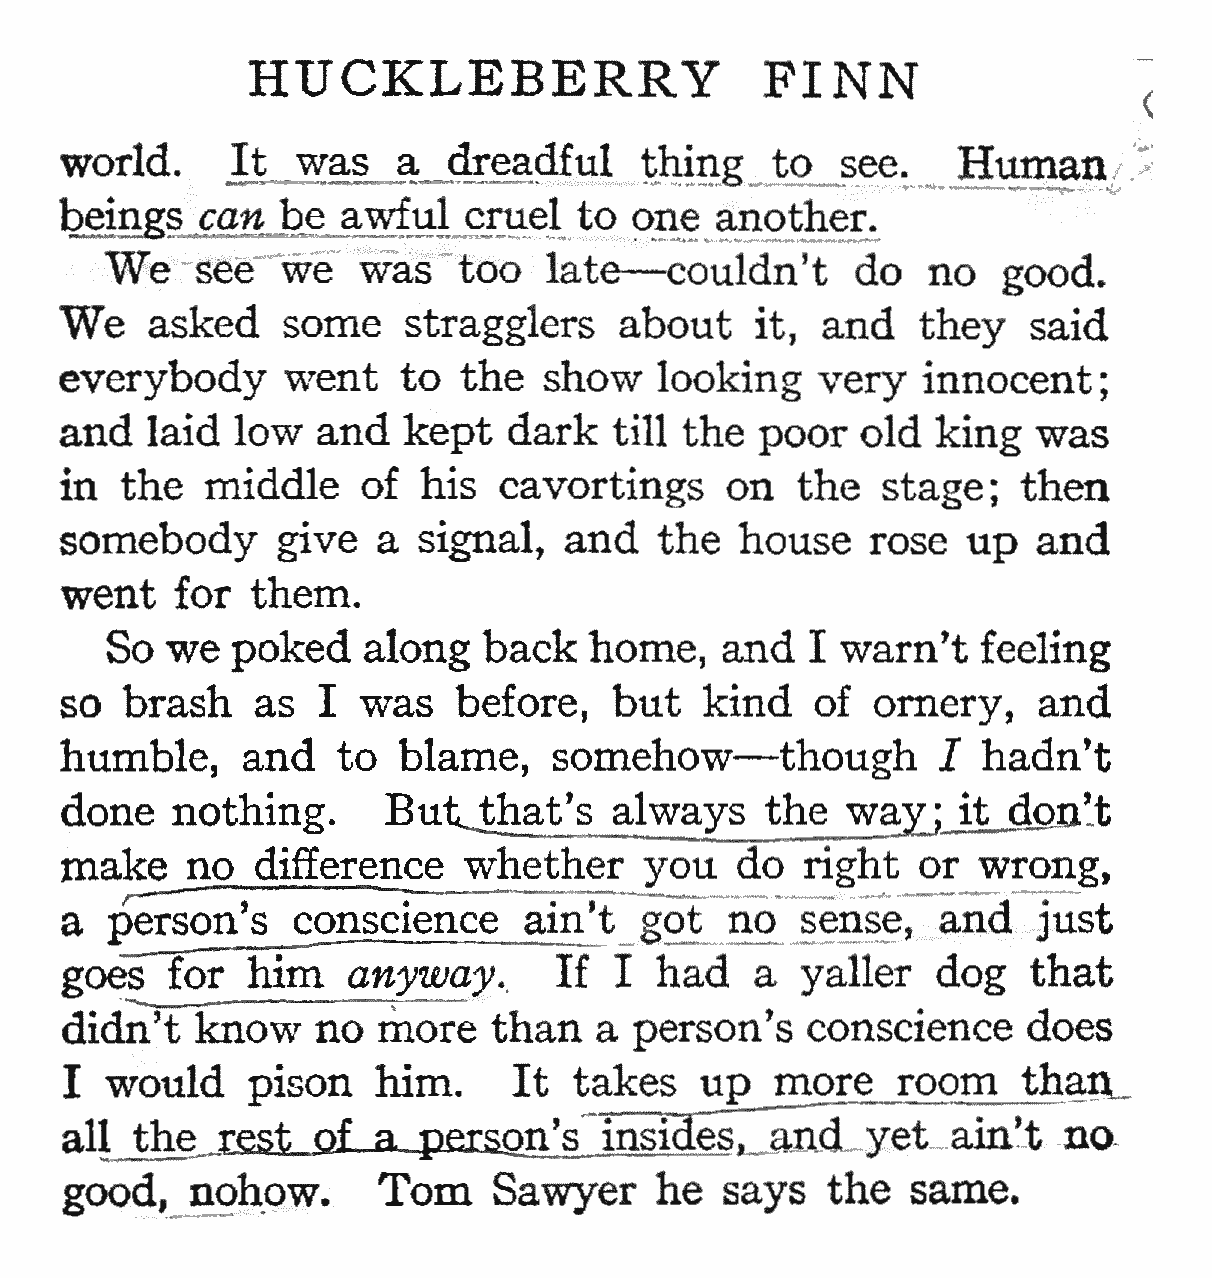 HUCKLEBERRY FINN
world. It was a dreadful thing to see. Human
beings can be awful cruel to one another.
We see we was too late—couldn't do no good.
We asked some stragglers about it, and they said
everybody went to the show looking very innocent;
and laid low and kept dark till the poor old king was
in the middle of his cavortings on the stage; then
somebody give a signal, and the house rose up and
went for them.
So we poked along back home, and I warn't feeling
so brash as I was before, but kind of ornery, and
humble, and to blame, somehow—though I hadn't
done nothing. But that's always the way; it don't
make no difference whether you do right or wrong,
a person's conscience ain't got no sense, and just
goes for him anyway. If I had a yaller dog that
didn't know no more than a person's conscience does
I would pison him. It takes up more room than
all the rest of a person's insides, and yet ain't no
good, nohow. Tom Sawyer he says the same.